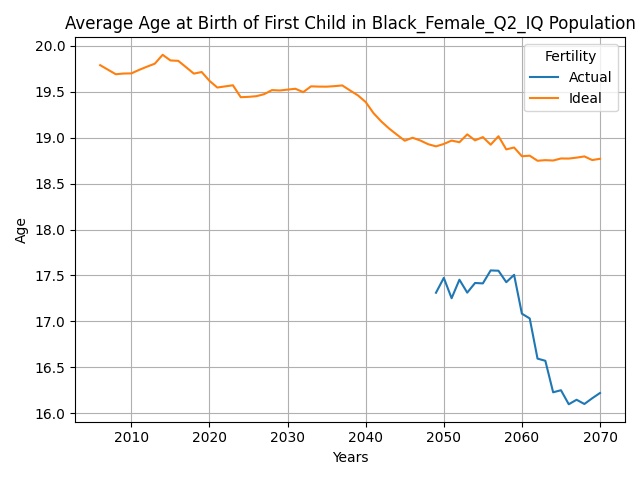 Average Age at Birth of First Child in Black_Female_Q2_IQ Population
20.0
19.5
19.0
18.5
18.0
17.5
17.0
16.5
16.0
Age
Fertility
Actual
Ideal
2010 2020 2030 2040 2050 2060 2070
Years